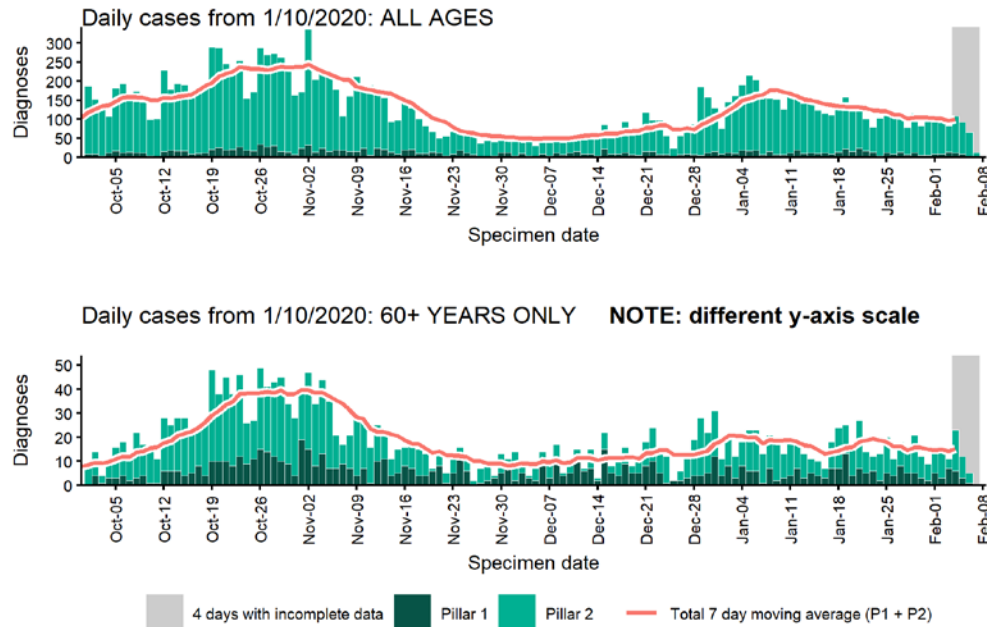 Daily cases from 1/10/2020: ALL AGES
Diagnoses
300
250
200
150
100
50
0
Oct-05
Oct-12
Oct-19
Oct-26
Nov-02
Nov-09
Nov-16
Nov-23
Nov-30
Dec-07
Dec-14
Dec-21
Dec-28
Jan-04
Jan-11
Jan-18
Jan-25
Feb-01
Feb-08
Specimen date
Daily cases from 1/10/2020: 60+ YEARS ONLY NOTE: different y-axis scale
Diagnoses
50
40
30
20
10
0
Oct-05
Oct-12
Oct-19
Oct-26
Nov-02
Nov-09
Nov-16
Nov-23
Nov-30
Dec-07
Dec-14
Dec-21
Dec-28
Jan-04
Jan-11
Jan-18
Jan-25
Feb-01
Feb-08
Specimen date
4 days with incomplete data Pillar 1 Pillar 2 Total 7 day moving average (P1 + P2)